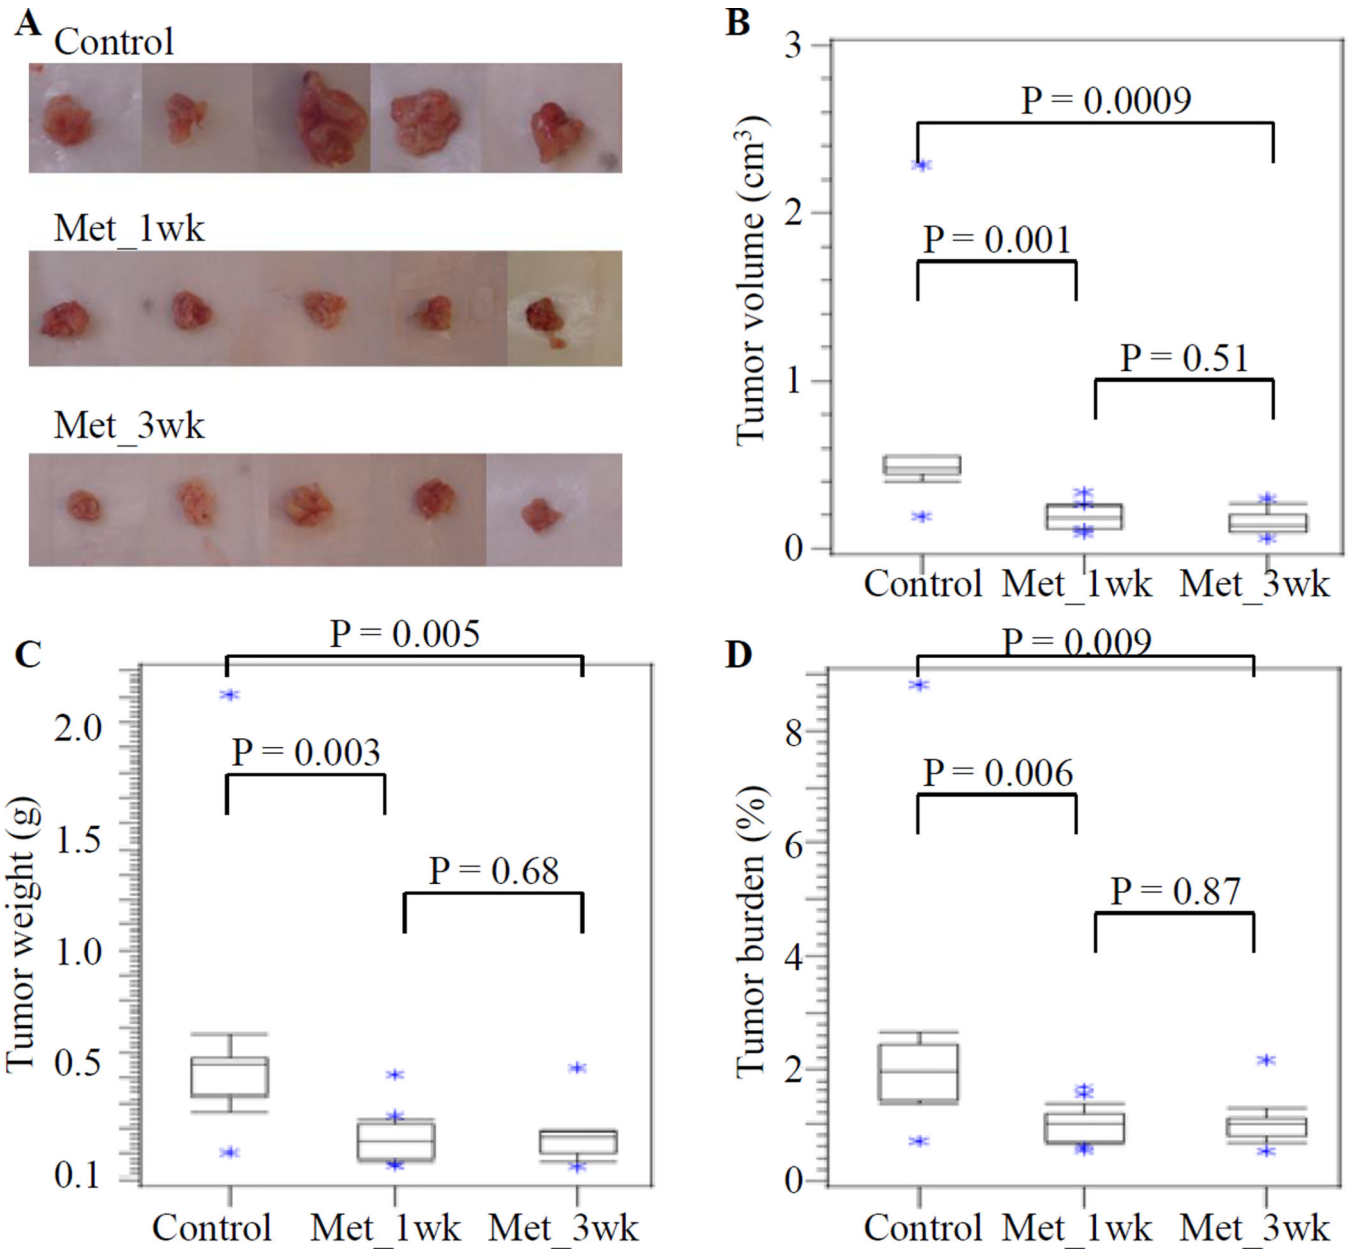 A
Control
Met_1wk
Met_3wk
B
Tumor volume (cm³)
3
2
1
0
P = 0.0009
P = 0.001
P = 0.51
Control Met_1wk Met_3wk
C
Tumor weight (g)
2.0
1.5
1.0
0.5
0.1
P = 0.005
P = 0.003
P = 0.68
Control Met_1wk Met_3wk
D
Tumor burden (%)
8
6
4
2
0
P = 0.009
P = 0.006
P = 0.87
Control Met_1wk Met_3wk